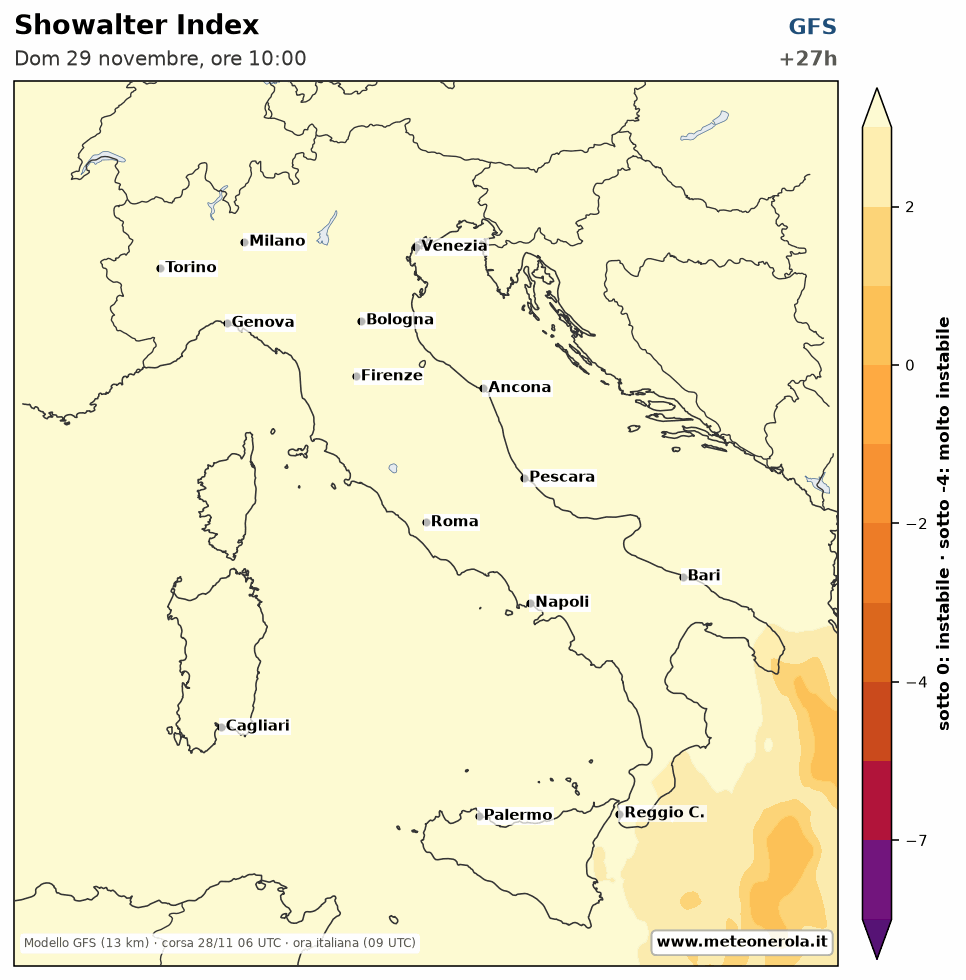 Showalter Index
GFS
Dom 29 novembre, ore 10:00
+27h
Milano
Venezia
Torino
Genova
Bologna
Firenze
Ancona
Pescara
Roma
Bari
Napoli
Cagliari
Palermo
Reggio C.
2
0
−2
−4
−7
sotto 0: instabile · sotto -4: molto instabile
Modello GFS (13 km) · corsa 28/11 06 UTC · ora italiana (09 UTC)
www.meteonerola.it